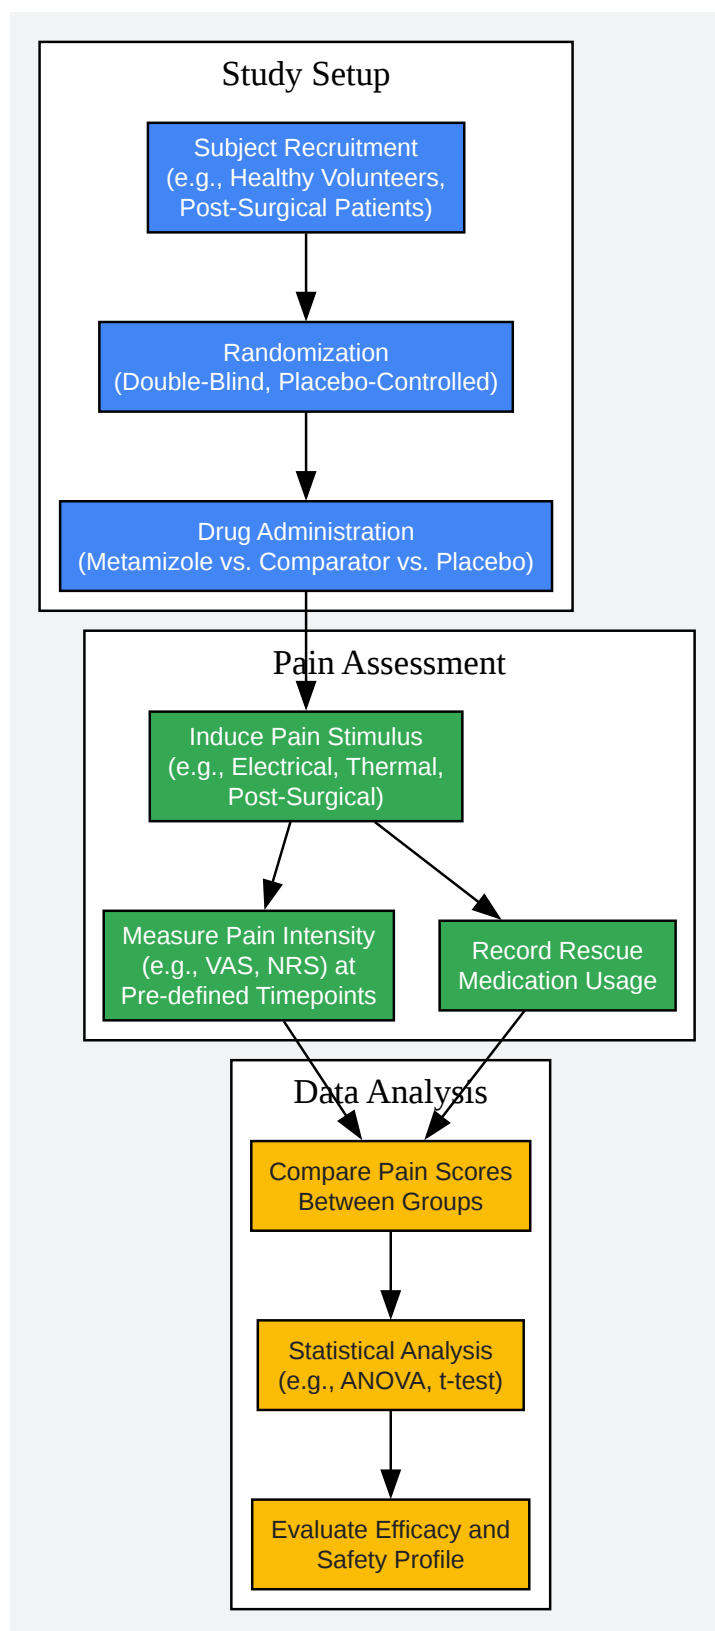 Study Setup
Subject Recruitment
(e.g., Healthy Volunteers,
Post-Surgical Patients)
Randomization
(Double-Blind, Placebo-Controlled)
Drug Administration
(Metamizole vs. Comparator vs. Placebo)
Pain Assessment
Induce Pain Stimulus
(e.g., Electrical, Thermal,
Post-Surgical)
Measure Pain Intensity
(e.g., VAS, NRS) at
Pre-defined Timepoints
Record Rescue
Medication Usage
Data Analysis
Compare Pain Scores
Between Groups
Statistical Analysis
(e.g., ANOVA, t-test)
Evaluate Efficacy and
Safety Profile